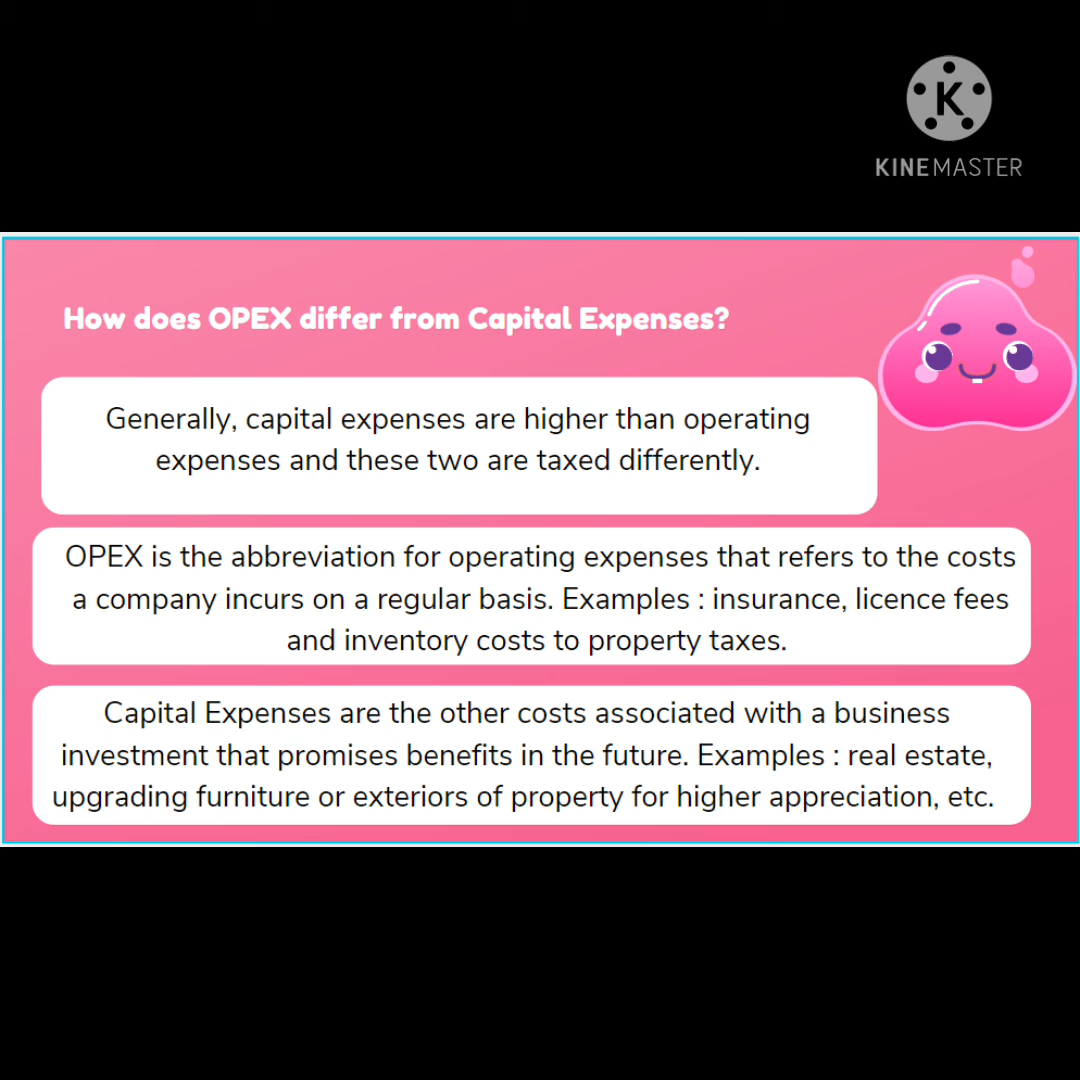 K
KINEMASTER
How does OPEX differ from Capital Expenses?
Generally, capital expenses are higher than operating
expenses and these two are taxed differently.
OPEX is the abbreviation for operating expenses that refers to the costs
a company incurs on a regular basis. Examples : insurance, licence fees
and inventory costs to property taxes.
Capital Expenses are the other costs associated with a business
investment that promises benefits in the future. Examples : real estate,
upgrading furniture or exteriors of property for higher appreciation, etc.